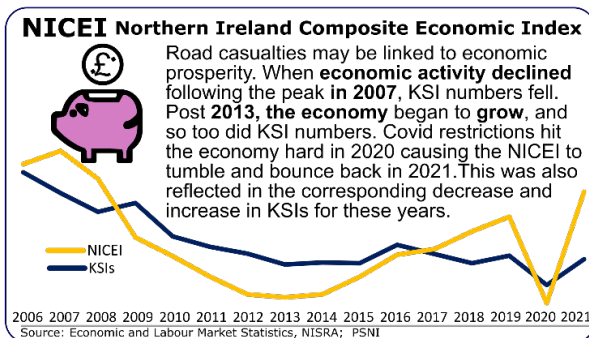 NICEI Northern Ireland Composite Economic Index
£
Road casualties may be linked to economic
prosperity. When economic activity declined
following the peak in 2007, KSI numbers fell.
Post 2013, the economy began to grow, and
so too did KSI numbers. Covid restrictions hit
the economy hard in 2020 causing the NICEI to
tumble and bounce back in 2021.This was also
reflected in the corresponding decrease and
increase in KSIs for these years.
NICEI
KSIs
2006 2007 2008 2009 2010 2011 2012 2013 2014 2015 2016 2017 2018 2019 2020 2021
Source: Economic and Labour Market Statistics, NISRA; PSNI